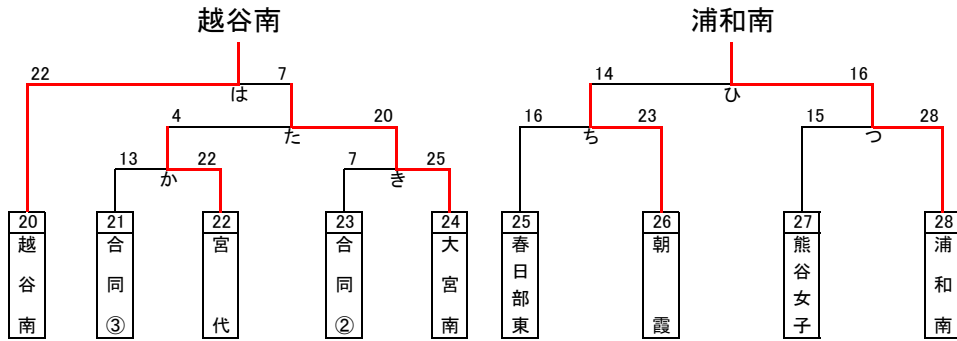 越谷南 浦和南
22 7 14 16
は ひ
4 20 16 23 15 28
た ち つ
13 22 7 25
か き
20 21 22 23 24 25 26 27 28
越谷南 合同③ 宮代 合同② 大宮南 春日部東 朝霞 熊谷女子 浦和南